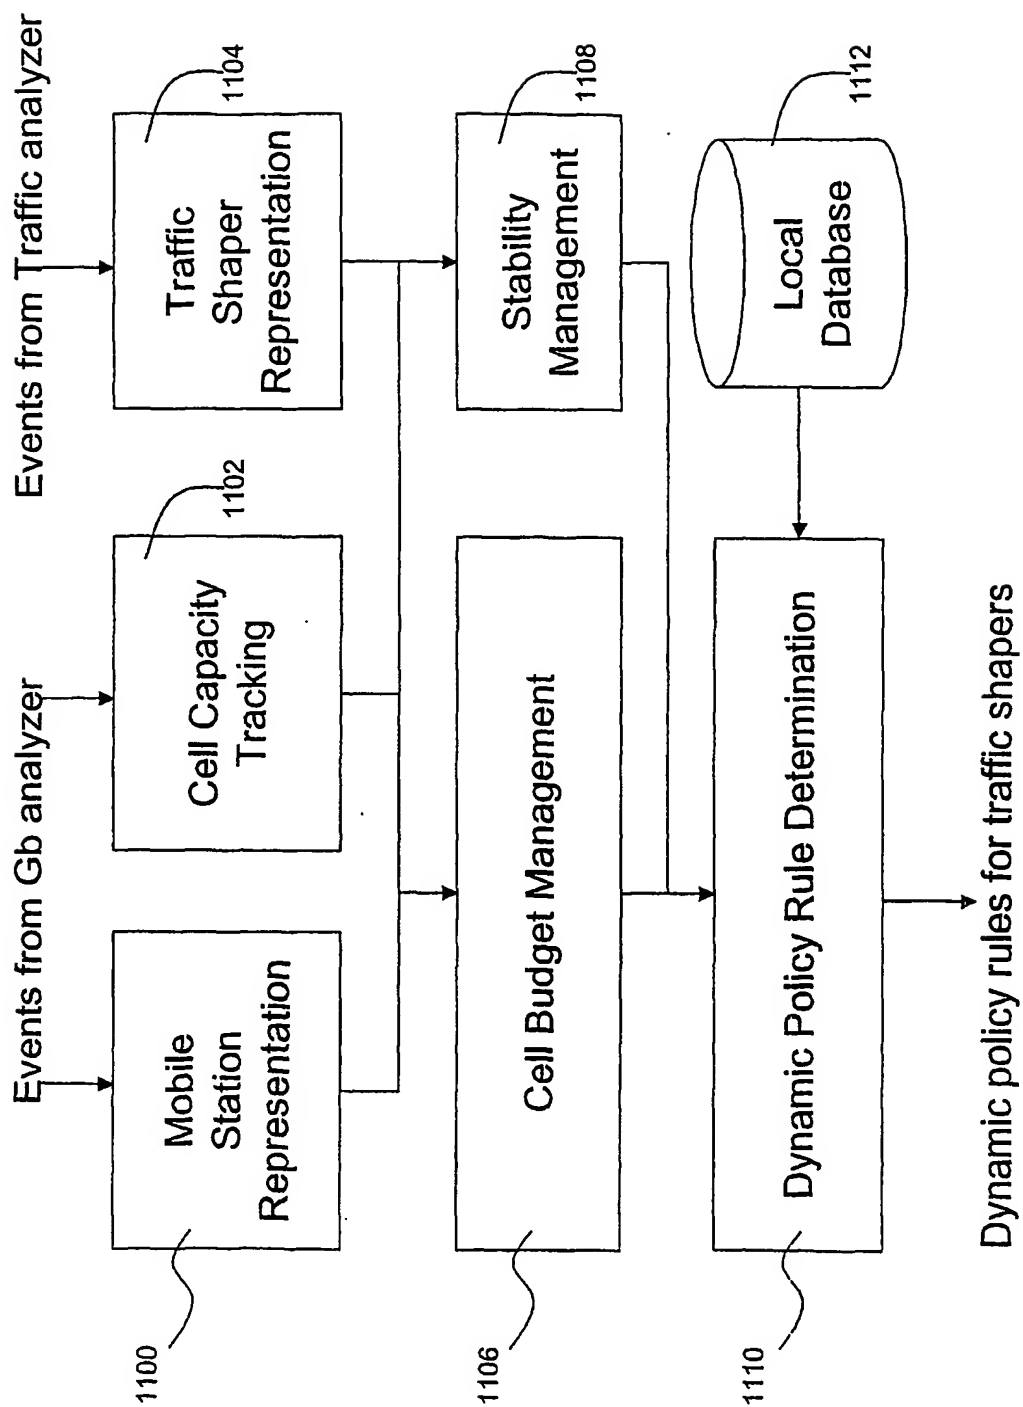 Events from Gb analyzer
Events from Traffic analyzer
Mobile
Station
Representation
1100
Cell Capacity
Tracking
1102
Traffic
Shaper
Representation
1104
Cell Budget Management
1106
Stability
Management
1108
Dynamic Policy Rule Determination
1110
Local
Database
1112
Dynamic policy rules for traffic shapers